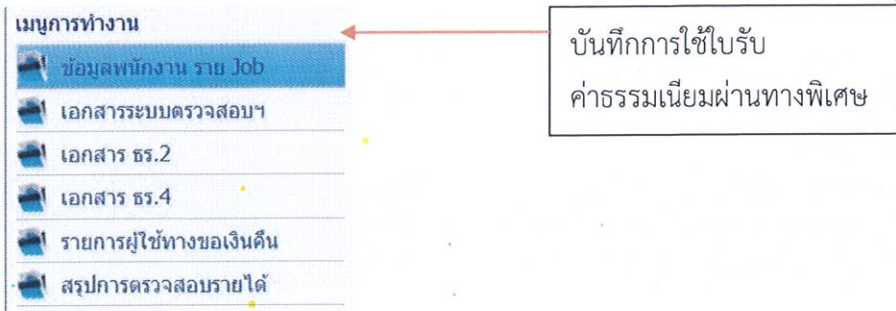 เมนูการทำงาน
ข้อมูลพนักงาน ราย Job
เอกสารระบบตรวจสอบฯ
เอกสาร ธร.2
เอกสาร ธร.4
รายการผู้ใช้ทางขอเงินคืน
สรุปการตรวจสอบรายได้
บันทึกการใช้ใบรับ
ค่าธรรมเนียมผ่านทางพิเศษ